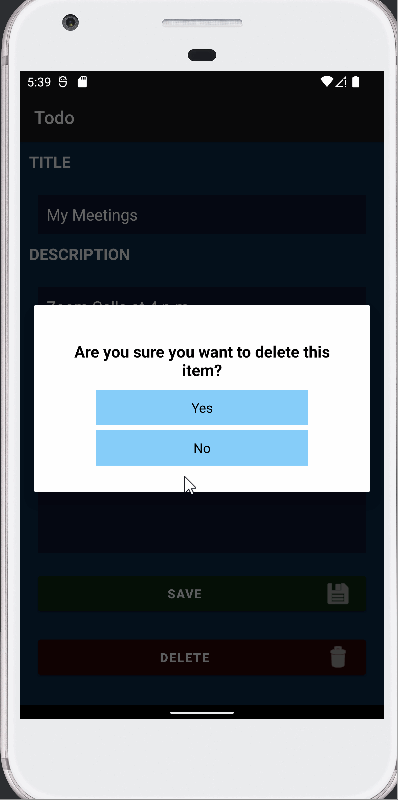 5:39
Todo
TITLE
My Meetings
DESCRIPTION
Zoom Calls at 4 p.m
Are you sure you want to delete this
item?
Yes
No
SAVE
DELETE